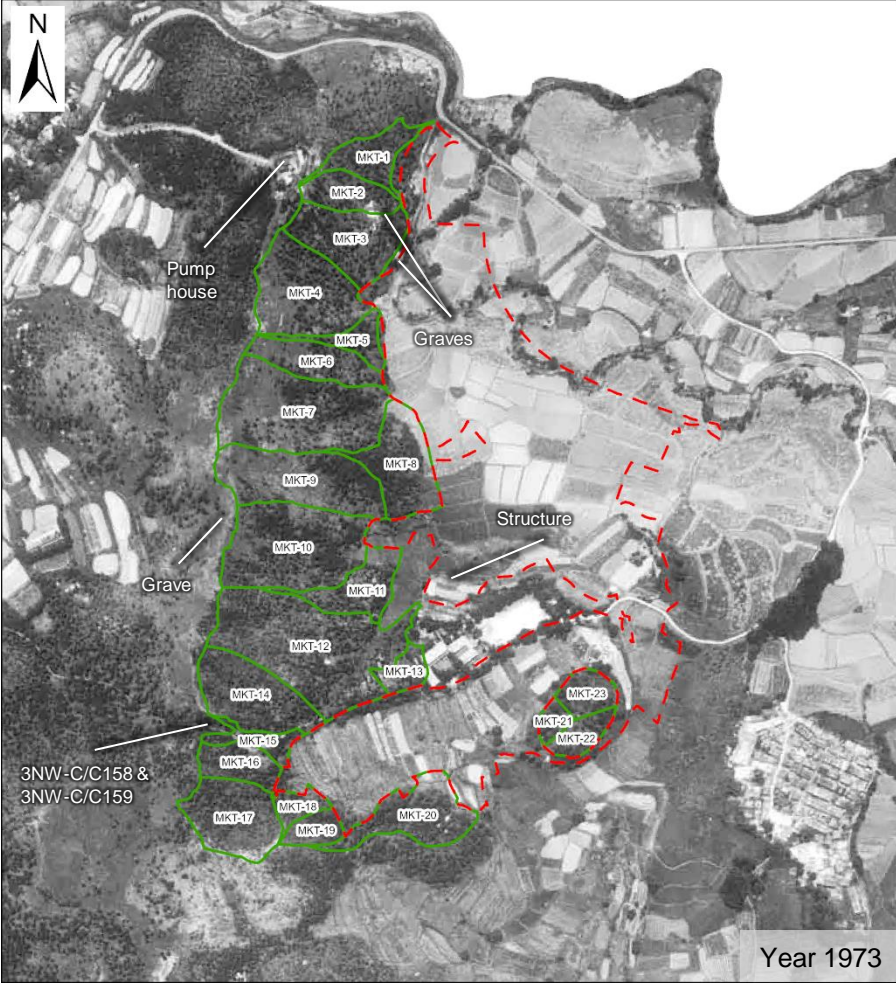 N
MKT-1
MKT-2
MKT-3
Pump
house
MKT-4
Graves
MKT-5
MKT-6
MKT-7
MKT-8
MKT-9
Structure
MKT-10
Grave
MKT-11
MKT-12
MKT-13
MKT-14
MKT-23
MKT-21
MKT-22
MKT-15
3NW-C/C158 &
3NW-C/C159
MKT-16
MKT-18
MKT-17
MKT-20
MKT-19
Year 1973